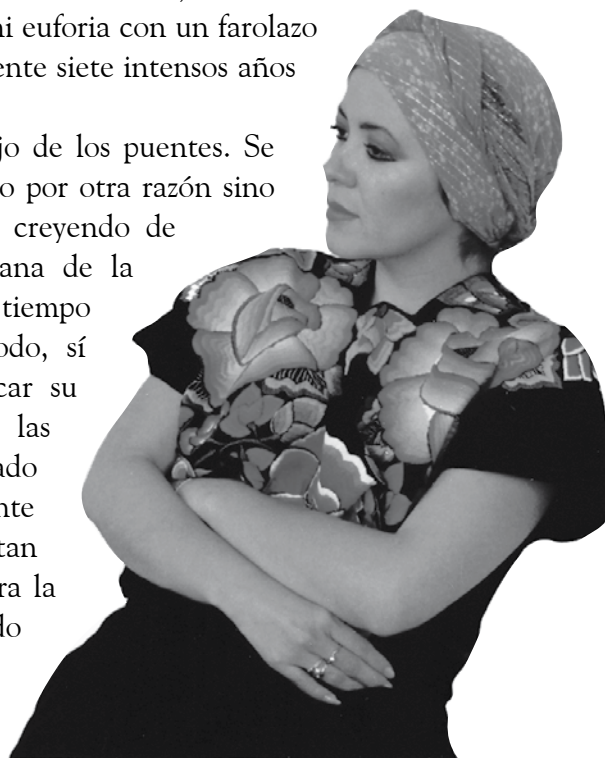 ni euforia con un farolazo
ente siete intensos años
jo de los puentes. Se
o por otra razón sino
creyendo de
ana de la
tiempo
odo, sí
car su
las
ado
nte
tan
ra la
do